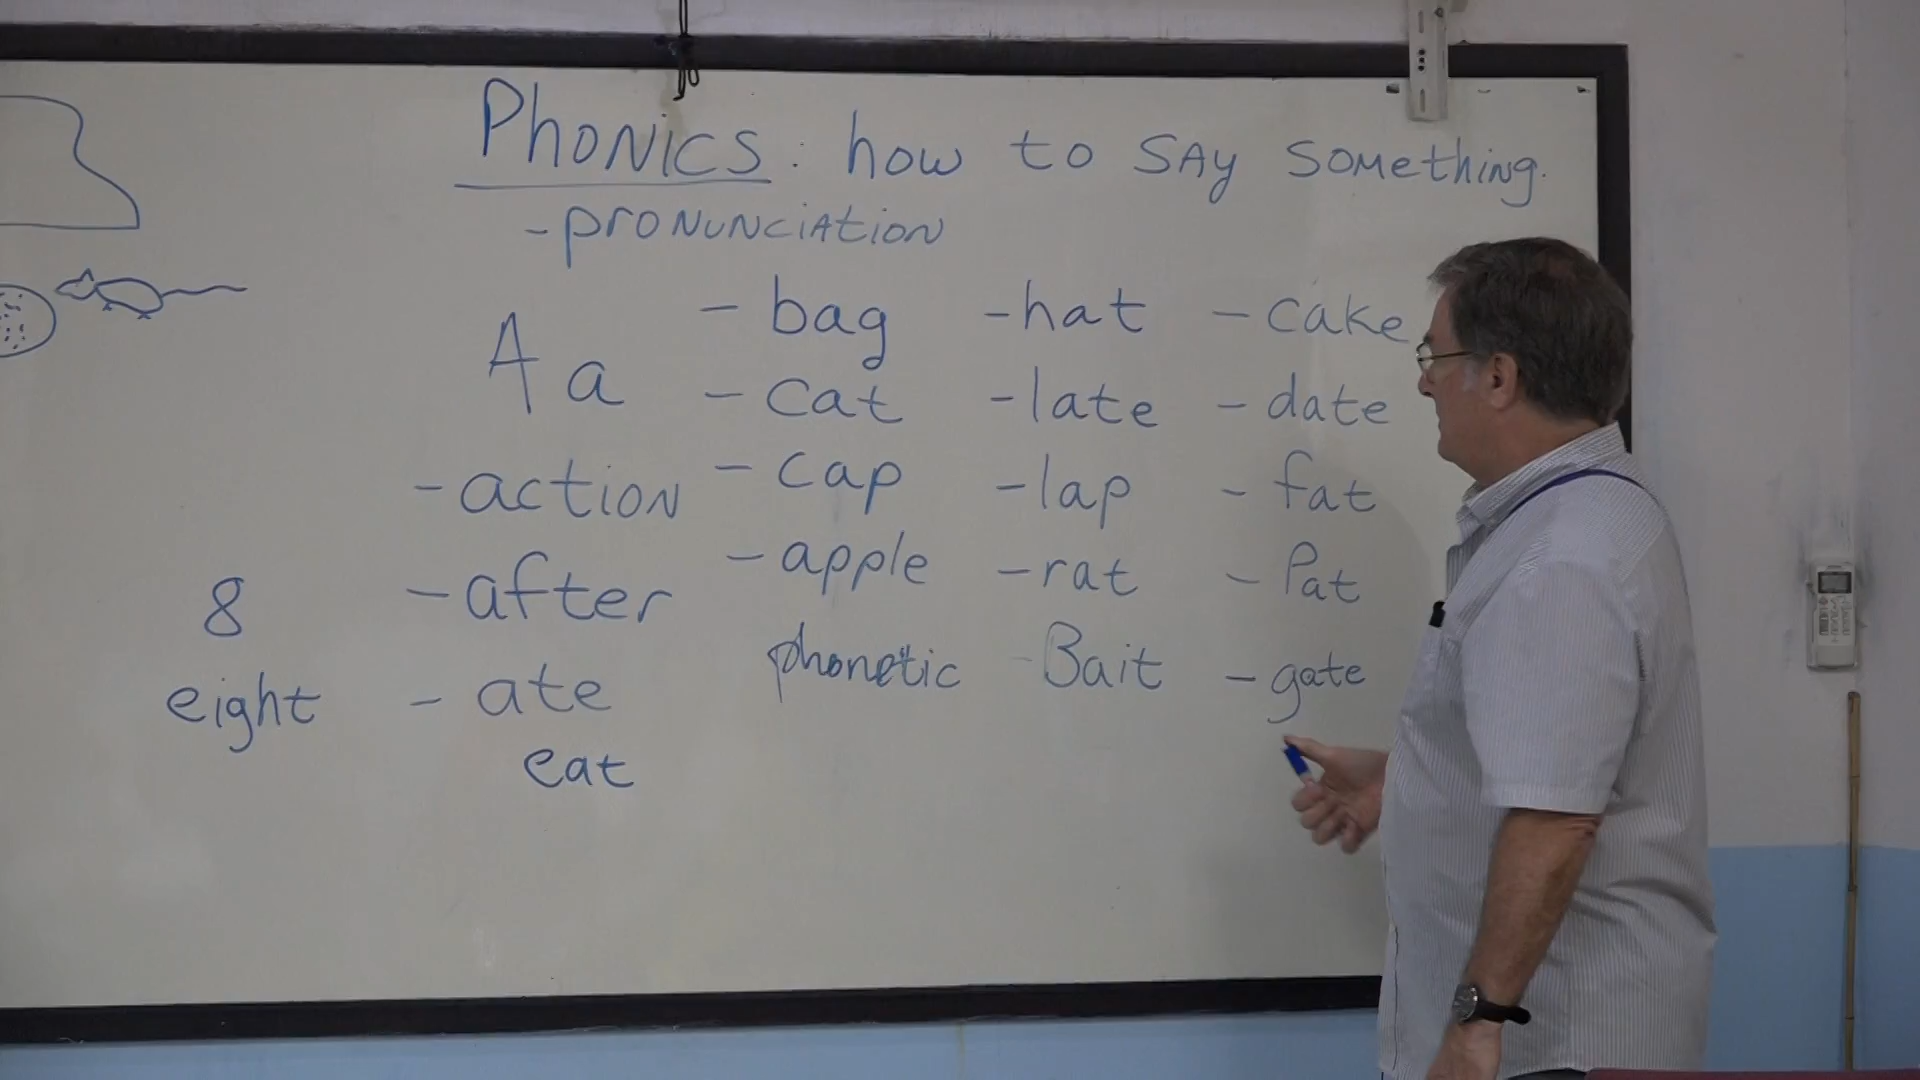 PHONICS: how to SAY SOMething.
- pRONUNCiAtiON
A a
- bag - hat - cake
- cat - late - date
- actioN - cap - lap - fat
- after - apple - rat - Pat
8
eight - ate phonetic - Bait - gate
eat